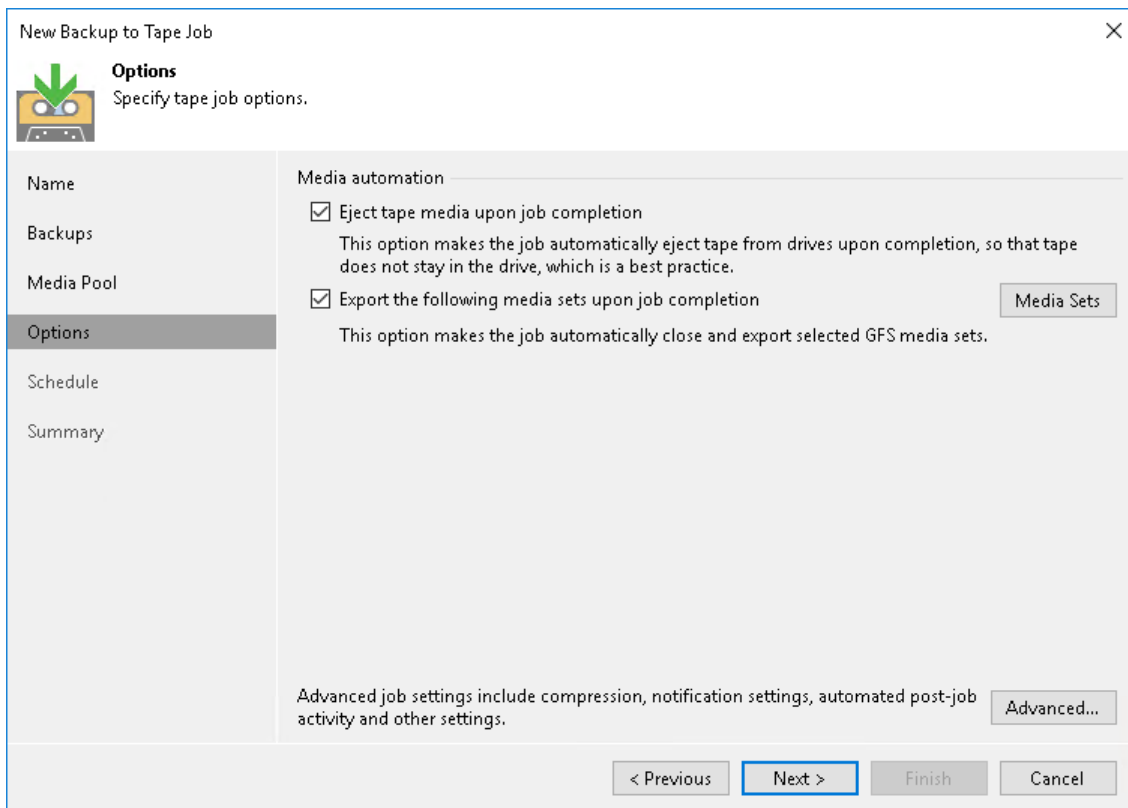 New Backup to Tape Job
Options
Specify tape job options.
Name
Backups
Media Pool
Options
Schedule
Summary
Media automation
Eject tape media upon job completion
This option makes the job automatically eject tape from drives upon completion, so that tape
does not stay in the drive, which is a best practice.
Export the following media sets upon job completion
Media Sets
This option makes the job automatically close and export selected GFS media sets.
Advanced job settings include compression, notification settings, automated post-job
activity and other settings.
Advanced...
< Previous
Next >
Finish
Cancel